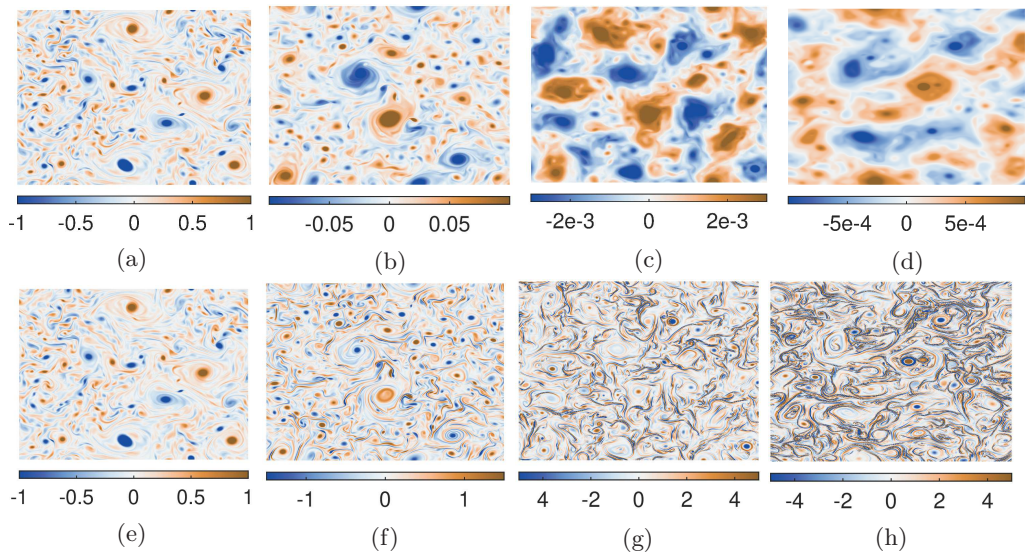 -1 -0.5 0 0.5 1
-0.05 0 0.05
-2e-3 0 2e-3
-5e-4 0 5e-4
(a)
(b)
(c)
(d)
-1 -0.5 0 0.5 1
-1 0 1
4 -2 0 2 4
-4 -2 0 2 4
(e)
(f)
(g)
(h)